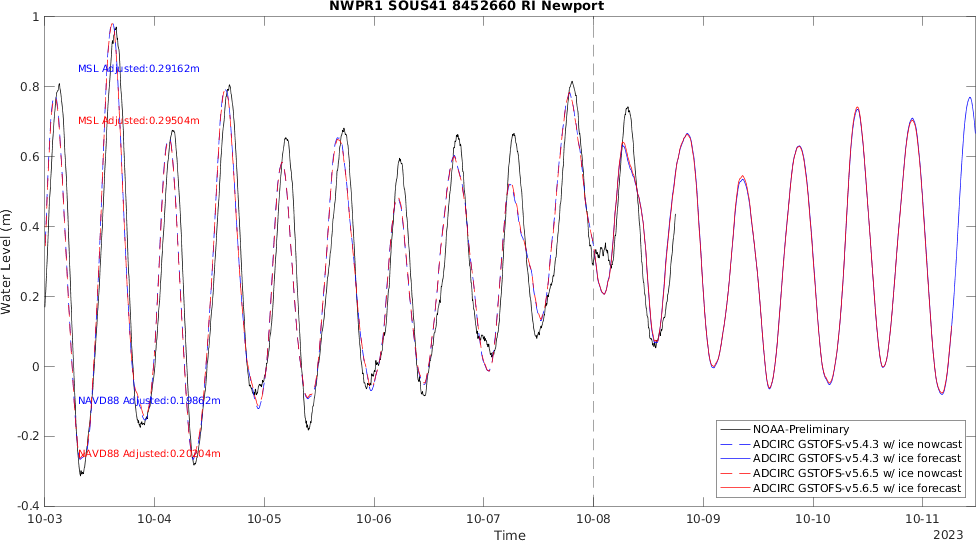 NWPR1 SOUS41 8452660 RI Newport
1
MSL Adjusted:0.29162m
0.8
MSL Adjusted:0.29504m
0.6
0.4
Water Level (m)
0.2
0
NAVD88 Adjusted:0.19862m
-0.2
NAVD88 Adjusted:0.20204m
-0.4
NOAA-Preliminary
ADCIRC GSTOFS-v5.4.3 w/ ice nowcast
ADCIRC GSTOFS-v5.4.3 w/ ice forecast
ADCIRC GSTOFS-v5.6.5 w/ ice nowcast
ADCIRC GSTOFS-v5.6.5 w/ ice forecast
10-03 10-04 10-05 10-06 10-07 10-08 10-09 10-10 10-11
Time
2023